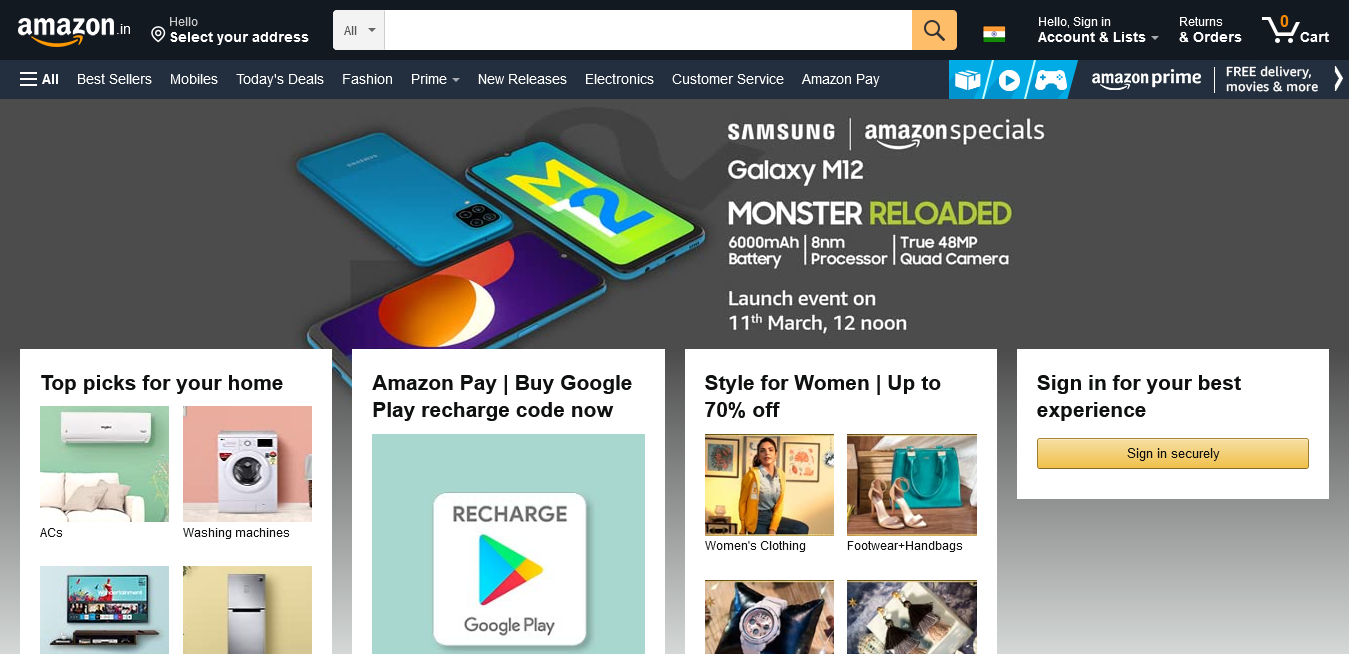 amazon.in
Hello
Select your address
All
Hello, Sign in
Account & Lists
Returns
& Orders
0
Cart
All
Best Sellers
Mobiles
Today's Deals
Fashion
Prime
New Releases
Electronics
Customer Service
Amazon Pay
amazon prime
FREE delivery,
movies & more
SAMSUNG
amazonspecials
Galaxy M12
MONSTER RELOADED
6000mAh
Battery
8nm
Processor
True 48MP
Quad Camera
Launch event on
11th March, 12 noon
SAMSUNG
M12
Top picks for your home
ACs
Washing machines
Wondertainment
Amazon Pay | Buy Google
Play recharge code now
RECHARGE
Google Play
Style for Women | Up to
70% off
Women's Clothing
Footwear+Handbags
Sign in for your best
experience
Sign in securely